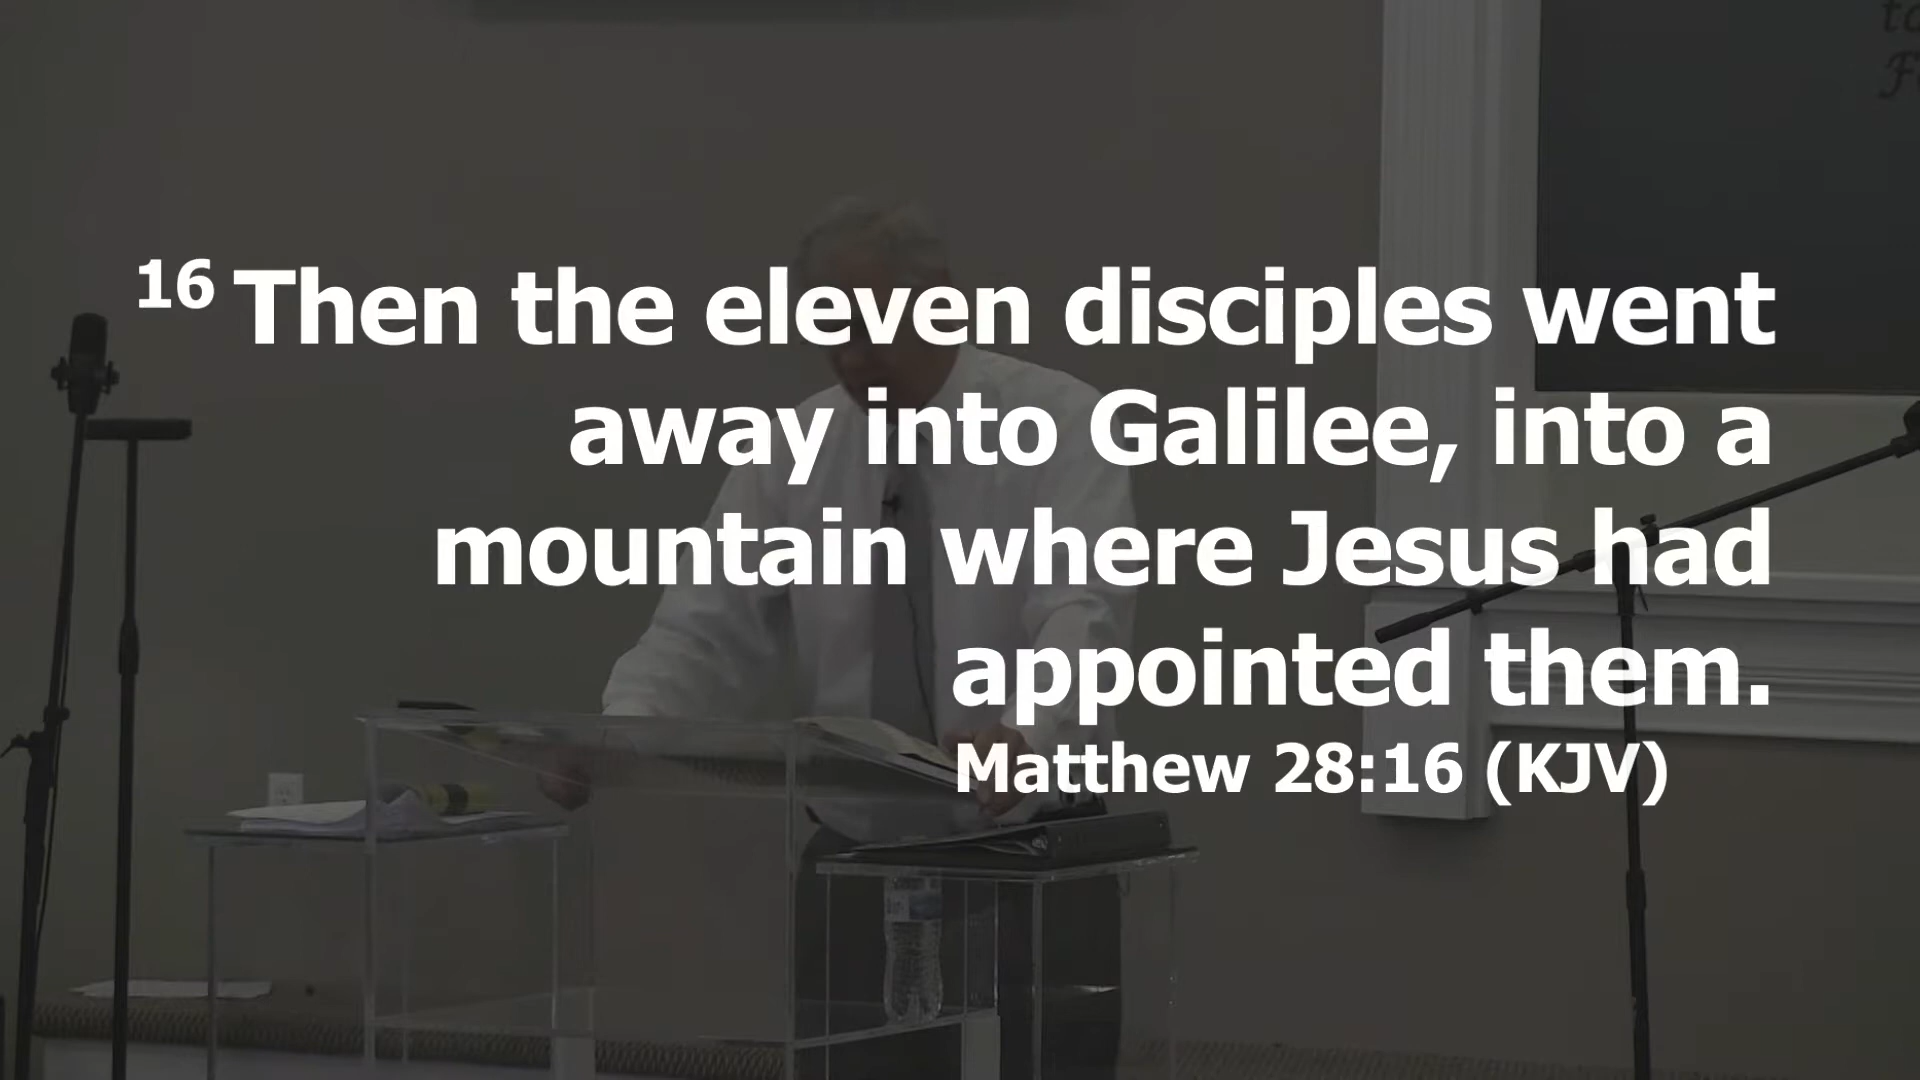 16 Then the eleven disciples went
away into Galilee, into a
mountain where Jesus had
appointed them.
Matthew 28:16 (KJV)